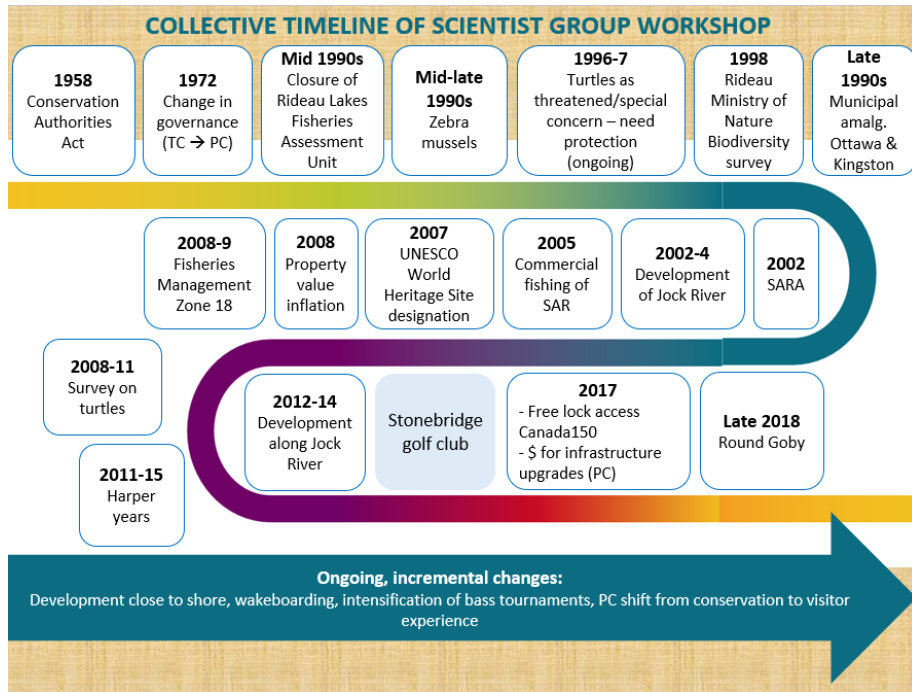 COLLECTIVE TIMELINE OF SCIENTIST GROUP WORKSHOP
1958
Conservation
Authorities
Act
1972
Change in
governance
(TC → PC)
Mid 1990s
Closure of
Rideau Lakes
Fisheries
Assessment
Unit
Mid-late
1990s
Zebra
mussels
1996-7
Turtles as
threatened/special
concern – need
protection
(ongoing)
1998
Rideau
Ministry of
Nature
Biodiversity
survey
Late
1990s
Municipal
amalg.
Ottawa &
Kingston
2008-9
Fisheries
Management
Zone 18
2008
Property
value
inflation
2007
UNESCO
World
Heritage Site
designation
2005
Commercial
fishing of
SAR
2002-4
Development
of Jock River
2002
SARA
2008-11
Survey on
turtles
2011-15
Harper
years
2012-14
Development
along Jock
River
Stonebridge
golf club
2017
- Free lock access
Canada150
- $ for infrastructure
upgrades (PC)
Late 2018
Round Goby
Ongoing, incremental changes:
Development close to shore, wakeboarding, intensification of bass tournaments, PC shift from conservation to visitor
experience